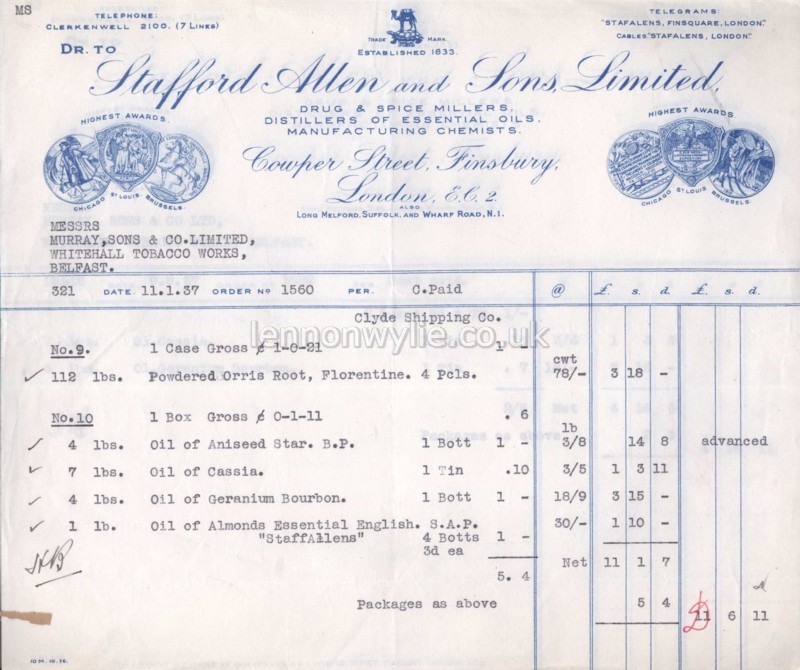 MS
TELEPHONE:
CLERKENWELL 2100. (7 LINES)
TRADE MARK
ESTABLISHED 1833.
TELEGRAMS:
"STAFALENS, FINSQUARE, LONDON."
CABLES "STAFALENS, LONDON."
DR. TO
Stafford Allen and Sons, Limited,
DRUG & SPICE MILLERS.
DISTILLERS OF ESSENTIAL OILS.
MANUFACTURING CHEMISTS.
HIGHEST AWARDS.
CHICAGO ST LOUIS BRUSSELS.
HIGHEST AWARDS.
CHICAGO ST LOUIS BRUSSELS.
Cowper Street, Finsbury,
London, E.C. 2.
ALSO
LONG MELFORD, SUFFOLK, AND WHARF ROAD, N.1.
MESSRS
MURRAY,SONS & CO.LIMITED,
WHITEHALL TOBACCO WORKS,
BELFAST.
321 DATE. 11.1.37 ORDER No 1560 PER. C.Paid @ £. s. d. £. s. d.
Clyde Shipping Co.
lennonwylie.co.uk
No.9. 1 Case Gross ¢ 1-0-21 1 -
cwt
112 lbs. Powdered Orris Root, Florentine. 4 Pcls. 78/- 3 18 -
No.10 1 Box Gross ¢ 0-1-11 . 6
lb
4 lbs. Oil of Aniseed Star. B.P. 1 Bott 1 - 3/8 14 8 advanced
7 lbs. Oil of Cassia. 1 Tin .10 3/5 1 3 11
4 lbs. Oil of Geranium Bourbon. 1 Bott 1 - 18/9 3 15 -
1 lb. Oil of Almonds Essential English. S.A.P. 30/- 1 10 -
"StaffAllens" 4 Botts 1 -
3d ea
Net 11 1 7
5. 4
Packages as above 5 4
11 6 11
10 M. 10. 36.